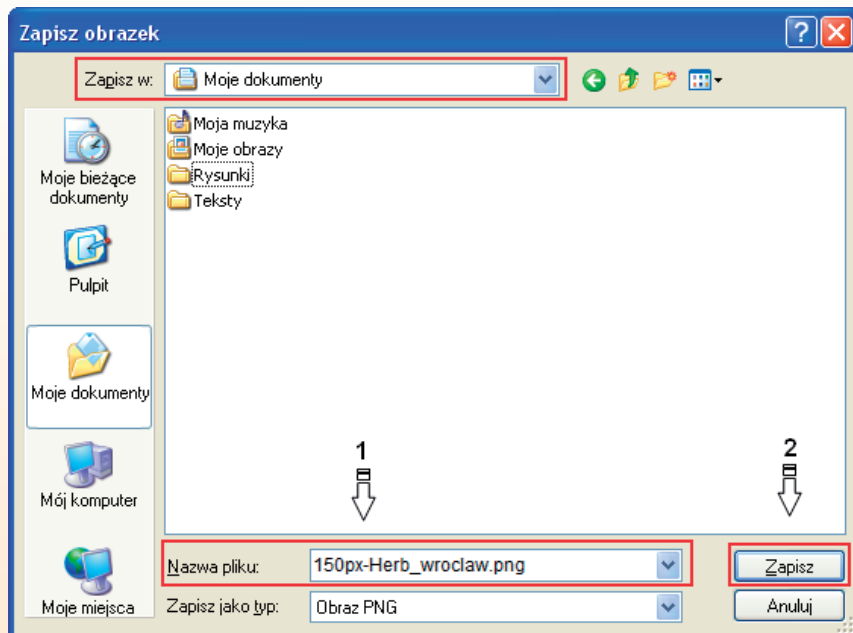 Zapisz obrazek
Zapisz w: Moje dokumenty
Moje bieżące
dokumenty
Pulpit
Moje dokumenty
Mój komputer
Moje miejsca
Moja muzyka
Moje obrazy
Rysunki
Teksty
1
2
Nazwa pliku: 150px-Herb_wroclaw.png
Zapisz
Zapisz jako typ: Obraz PNG
Anuluj